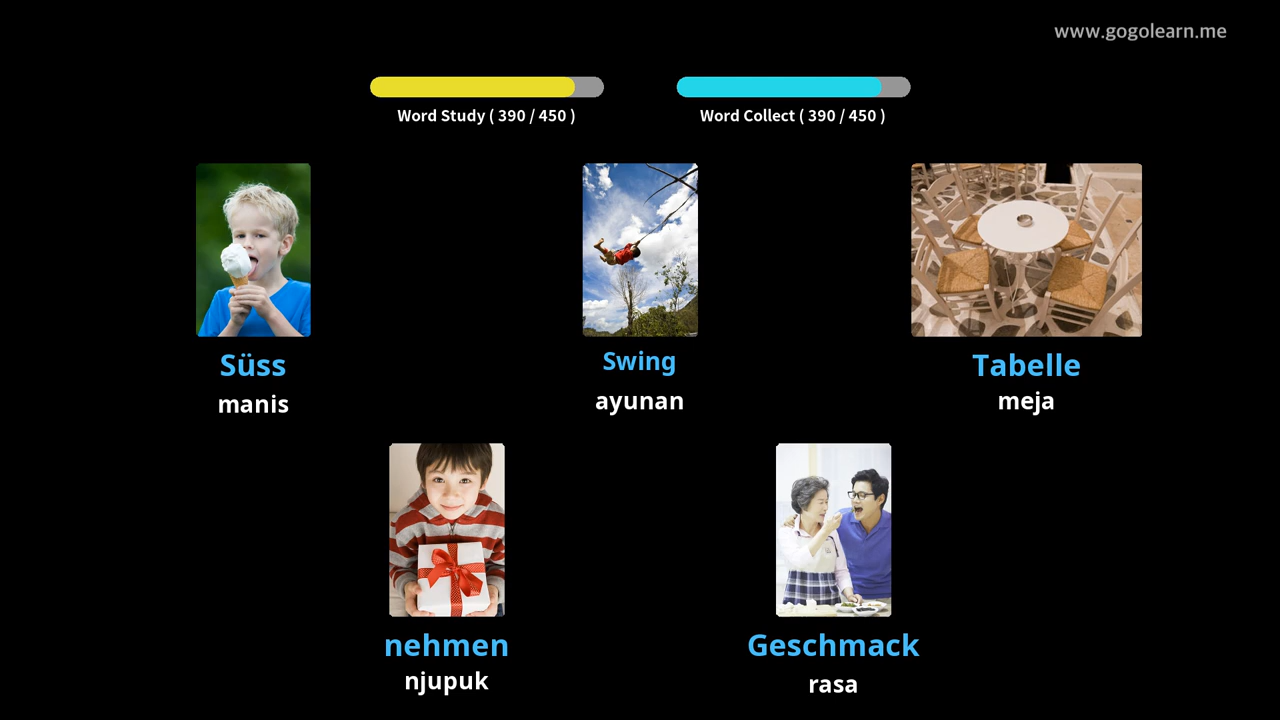 www.gogolearn.me
Word Study ( 390 / 450 )
Word Collect ( 390 / 450 )
Süss
manis
Swing
ayunan
Tabelle
meja
nehmen
njupuk
Geschmack
rasa